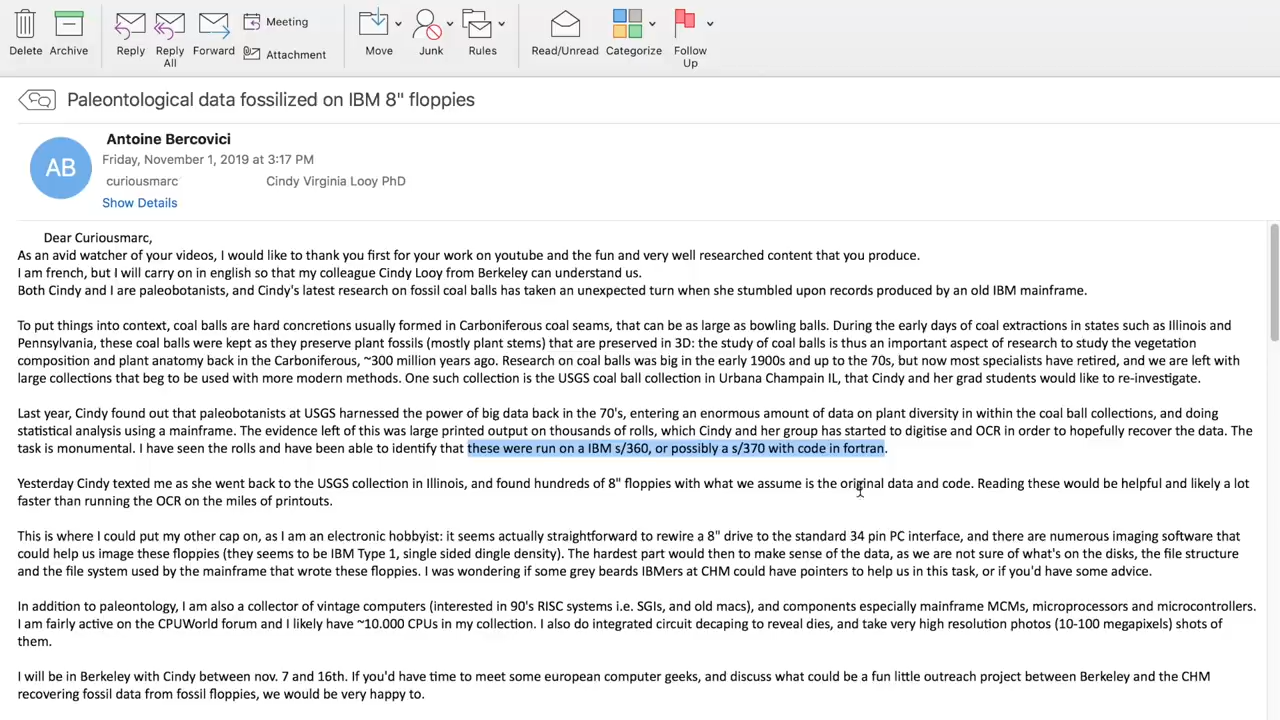 Delete
Archive
Reply
Reply All
Forward
Meeting
Attachment
Move
Junk
Rules
Read/Unread
Categorize
Follow Up
Paleontological data fossilized on IBM 8" floppies
AB
Antoine Bercovici
Friday, November 1, 2019 at 3:17 PM
curiousmarc Cindy Virginia Looy PhD
Show Details
Dear Curiousmarc,
As an avid watcher of your videos, I would like to thank you first for your work on youtube and the fun and very well researched content that you produce.
I am french, but I will carry on in english so that my colleague Cindy Looy from Berkeley can understand us.
Both Cindy and I are paleobotanists, and Cindy's latest research on fossil coal balls has taken an unexpected turn when she stumbled upon records produced by an old IBM mainframe.
To put things into context, coal balls are hard concretions usually formed in Carboniferous coal seams, that can be as large as bowling balls. During the early days of coal extractions in states such as Illinois and
Pennsylvania, these coal balls were kept as they preserve plant fossils (mostly plant stems) that are preserved in 3D: the study of coal balls is thus an important aspect of research to study the vegetation
composition and plant anatomy back in the Carboniferous, ~300 million years ago. Research on coal balls was big in the early 1900s and up to the 70s, but now most specialists have retired, and we are left with
large collections that beg to be used with more modern methods. One such collection is the USGS coal ball collection in Urbana Champain IL, that Cindy and her grad students would like to re-investigate.
Last year, Cindy found out that paleobotanists at USGS harnessed the power of big data back in the 70's, entering an enormous amount of data on plant diversity in within the coal ball collections, and doing
statistical analysis using a mainframe. The evidence left of this was large printed output on thousands of rolls, which Cindy and her group has started to digitise and OCR in order to hopefully recover the data. The
task is monumental. I have seen the rolls and have been able to identify that these were run on a IBM s/360, or possibly a s/370 with code in fortran.
Yesterday Cindy texted me as she went back to the USGS collection in Illinois, and found hundreds of 8" floppies with what we assume is the original data and code. Reading these would be helpful and likely a lot
faster than running the OCR on the miles of printouts.
This is where I could put my other cap on, as I am an electronic hobbyist: it seems actually straightforward to rewire a 8" drive to the standard 34 pin PC interface, and there are numerous imaging software that
could help us image these floppies (they seems to be IBM Type 1, single sided dingle density). The hardest part would then to make sense of the data, as we are not sure of what's on the disks, the file structure
and the file system used by the mainframe that wrote these floppies. I was wondering if some grey beards IBMers at CHM could have pointers to help us in this task, or if you'd have some advice.
In addition to paleontology, I am also a collector of vintage computers (interested in 90's RISC systems i.e. SGIs, and old macs), and components especially mainframe MCMs, microprocessors and microcontrollers.
I am fairly active on the CPUWorld forum and I likely have ~10.000 CPUs in my collection. I also do integrated circuit decaping to reveal dies, and take very high resolution photos (10-100 megapixels) shots of
them.
I will be in Berkeley with Cindy between nov. 7 and 16th. If you'd have time to meet some european computer geeks, and discuss what could be a fun little outreach project between Berkeley and the CHM
recovering fossil data from fossil floppies, we would be very happy to.